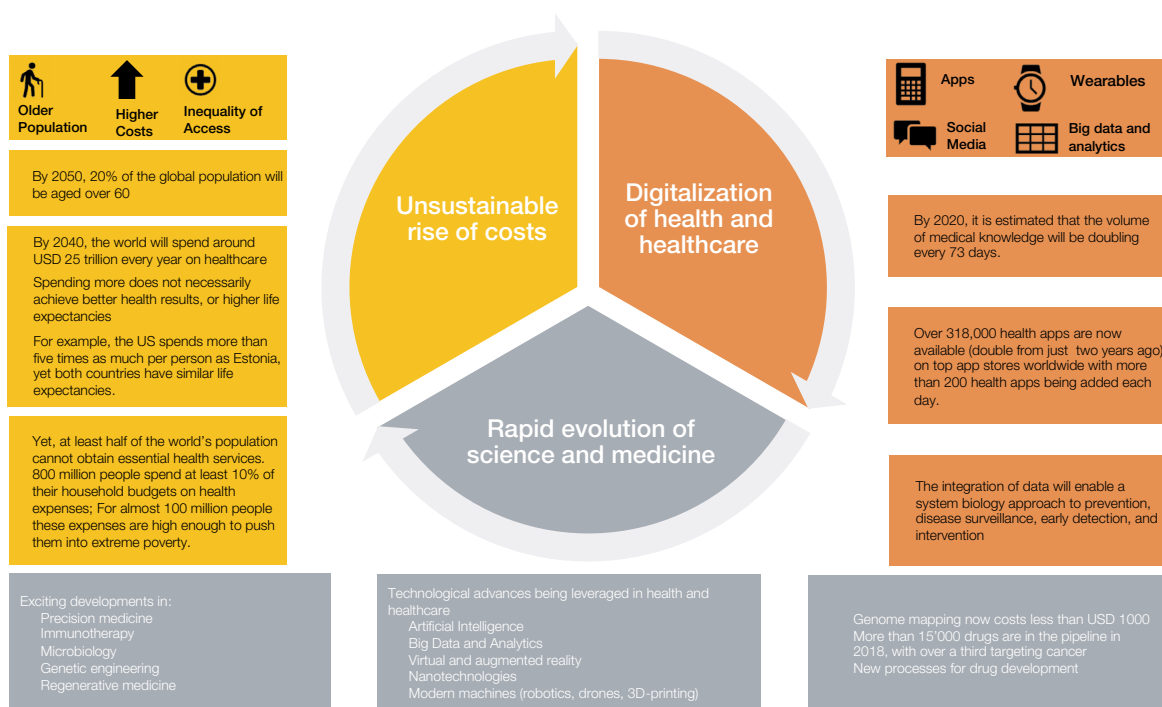 Older
Population
Higher
Costs
Inequality of
Access
By 2050, 20% of the global population will
be aged over 60
By 2040, the world will spend around
USD 25 trillion every year on healthcare
Spending more does not necessarily
achieve better health results, or higher life
expectancies
For example, the US spends more than
five times as much per person as Estonia,
yet both countries have similar life
expectancies.
Yet, at least half of the world's population
cannot obtain essential health services.
800 million people spend at least 10% of
their household budgets on health
expenses; For almost 100 million people
these expenses are high enough to push
them into extreme poverty.
Unsustainable
rise of costs
Digitalization
of health and
healthcare
Rapid evolution of
science and medicine
Apps
Wearables
Social
Media
Big data and
analytics
By 2020, it is estimated that the volume
of medical knowledge will be doubling
every 73 days.
Over 318,000 health apps are now
available (double from just two years ago)
on top app stores worldwide with more
than 200 health apps being added each
day.
The integration of data will enable a
system biology approach to prevention,
disease surveillance, early detection, and
intervention
Exciting developments in:
Precision medicine
Immunotherapy
Microbiology
Genetic engineering
Regenerative medicine
Technological advances being leveraged in health and
healthcare
Artificial Intelligence
Big Data and Analytics
Virtual and augmented reality
Nanotechnologies
Modern machines (robotics, drones, 3D-printing)
Genome mapping now costs less than USD 1000
More than 15'000 drugs are in the pipeline in
2018, with over a third targeting cancer
New processes for drug development